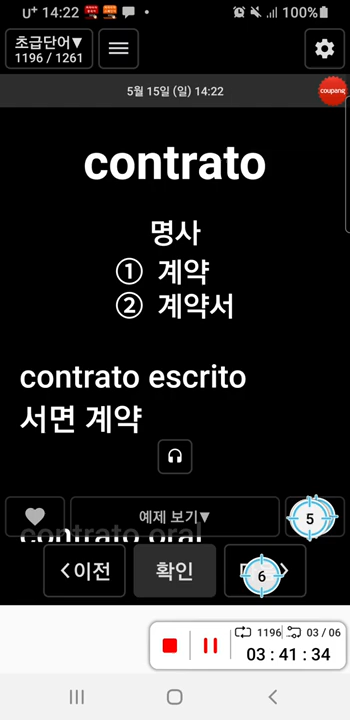 U+ 14:22 100%
초급단어▼
1196 / 1261
5월 15일 (일) 14:22
coupang
contrato
명사
① 계약
② 계약서
contrato escrito
서면 계약
예제 보기▼
5
contrato oral
이전
확인
6
1196 03 / 06
03 : 41 : 34